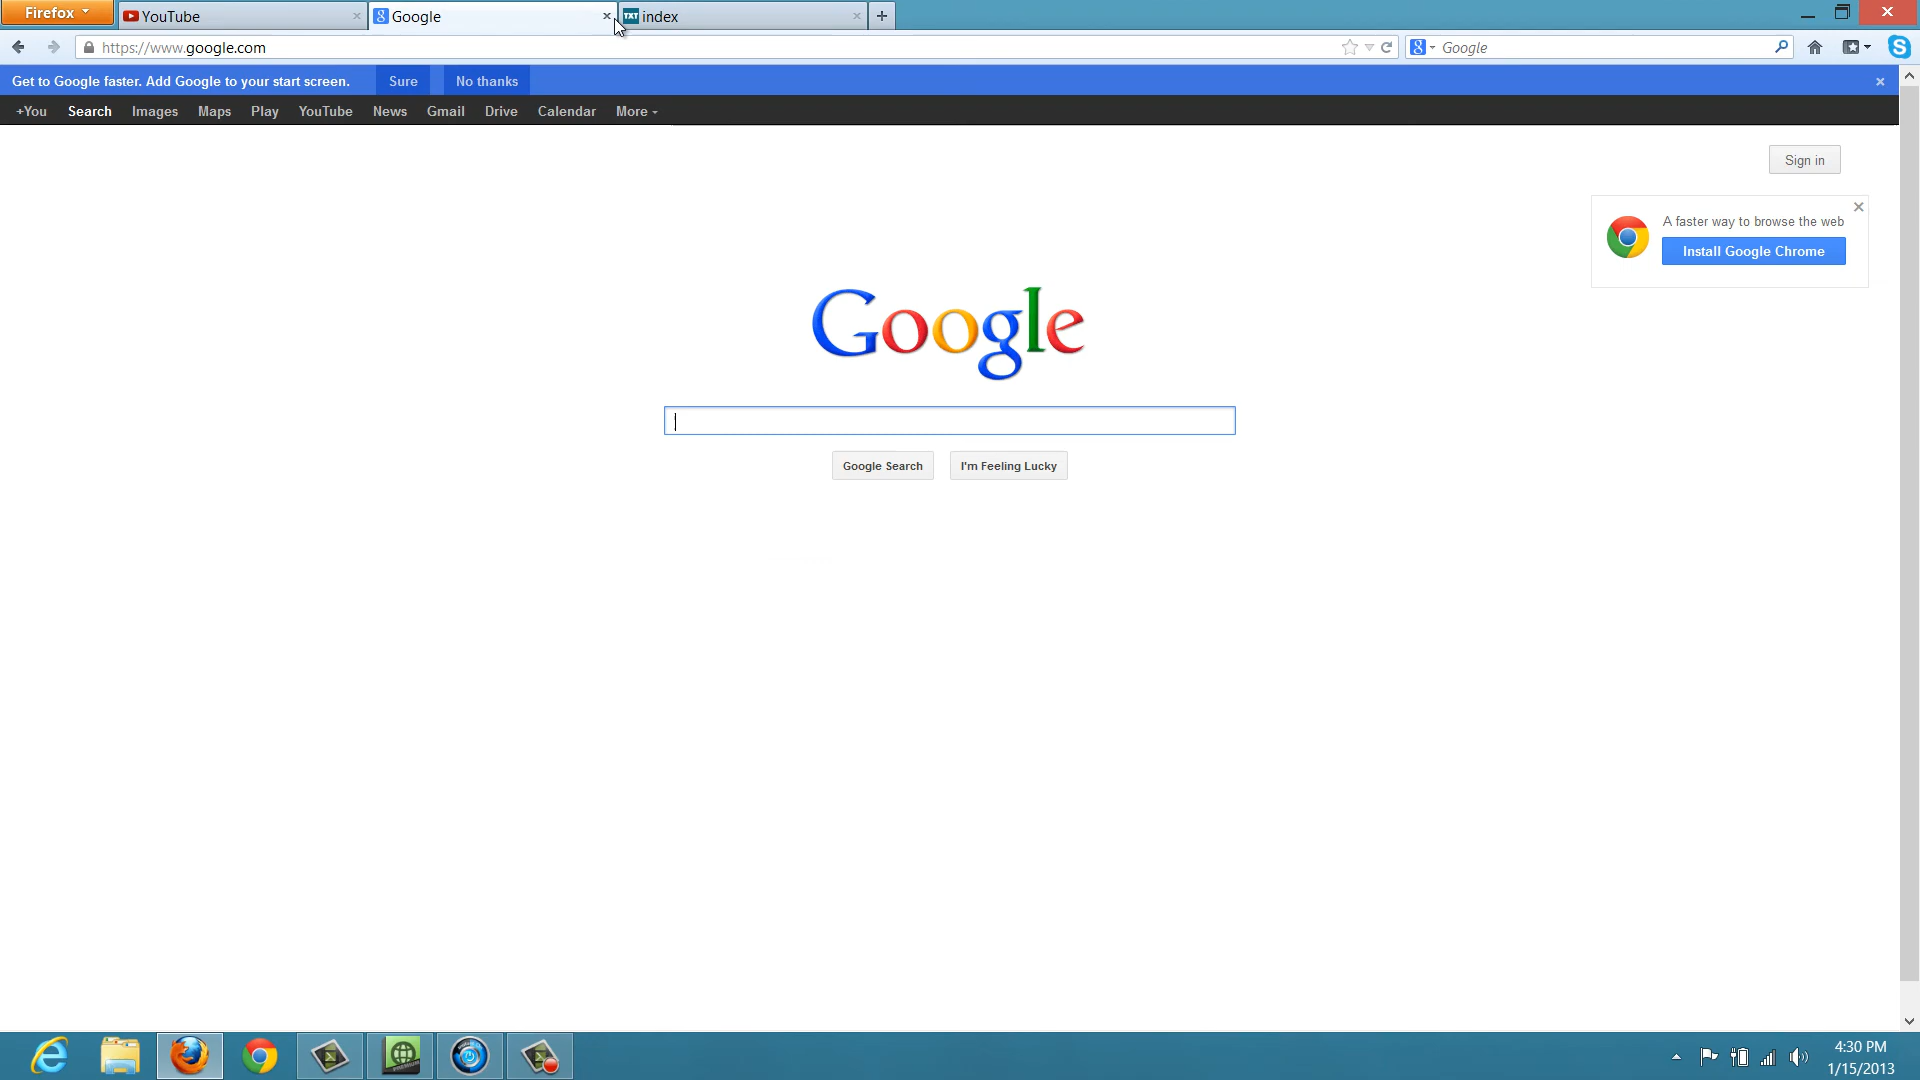 Firefox
YouTube
Google
TXT index
https://www.google.com
Google
Get to Google faster. Add Google to your start screen. Sure No thanks
+You Search Images Maps Play YouTube News Gmail Drive Calendar More
Sign in
A faster way to browse the web
Install Google Chrome
Google
Google Search I'm Feeling Lucky
4:30 PM
1/15/2013